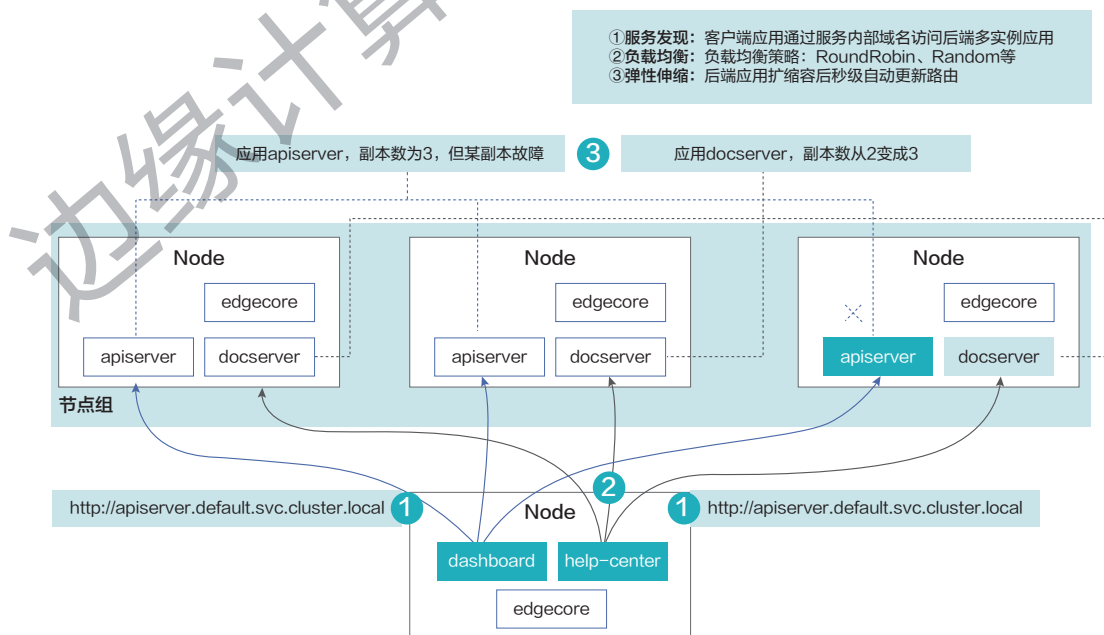 ①服务发现：客户端应用通过服务内部域名访问后端多实例应用
②负载均衡：负载均衡策略：RoundRobin、Random等
③弹性伸缩：后端应用扩缩容后秒级自动更新路由
应用apiserver，副本数为3，但某副本故障
3
应用docserver，副本数从2变成3
边缘计算
Node
Node
Node
edgecore
edgecore
edgecore
apiserver
docserver
apiserver
docserver
apiserver
docserver
节点组
2
http://apiserver.default.svc.cluster.local
1
Node
1
http://apiserver.default.svc.cluster.local
dashboard
help-center
edgecore